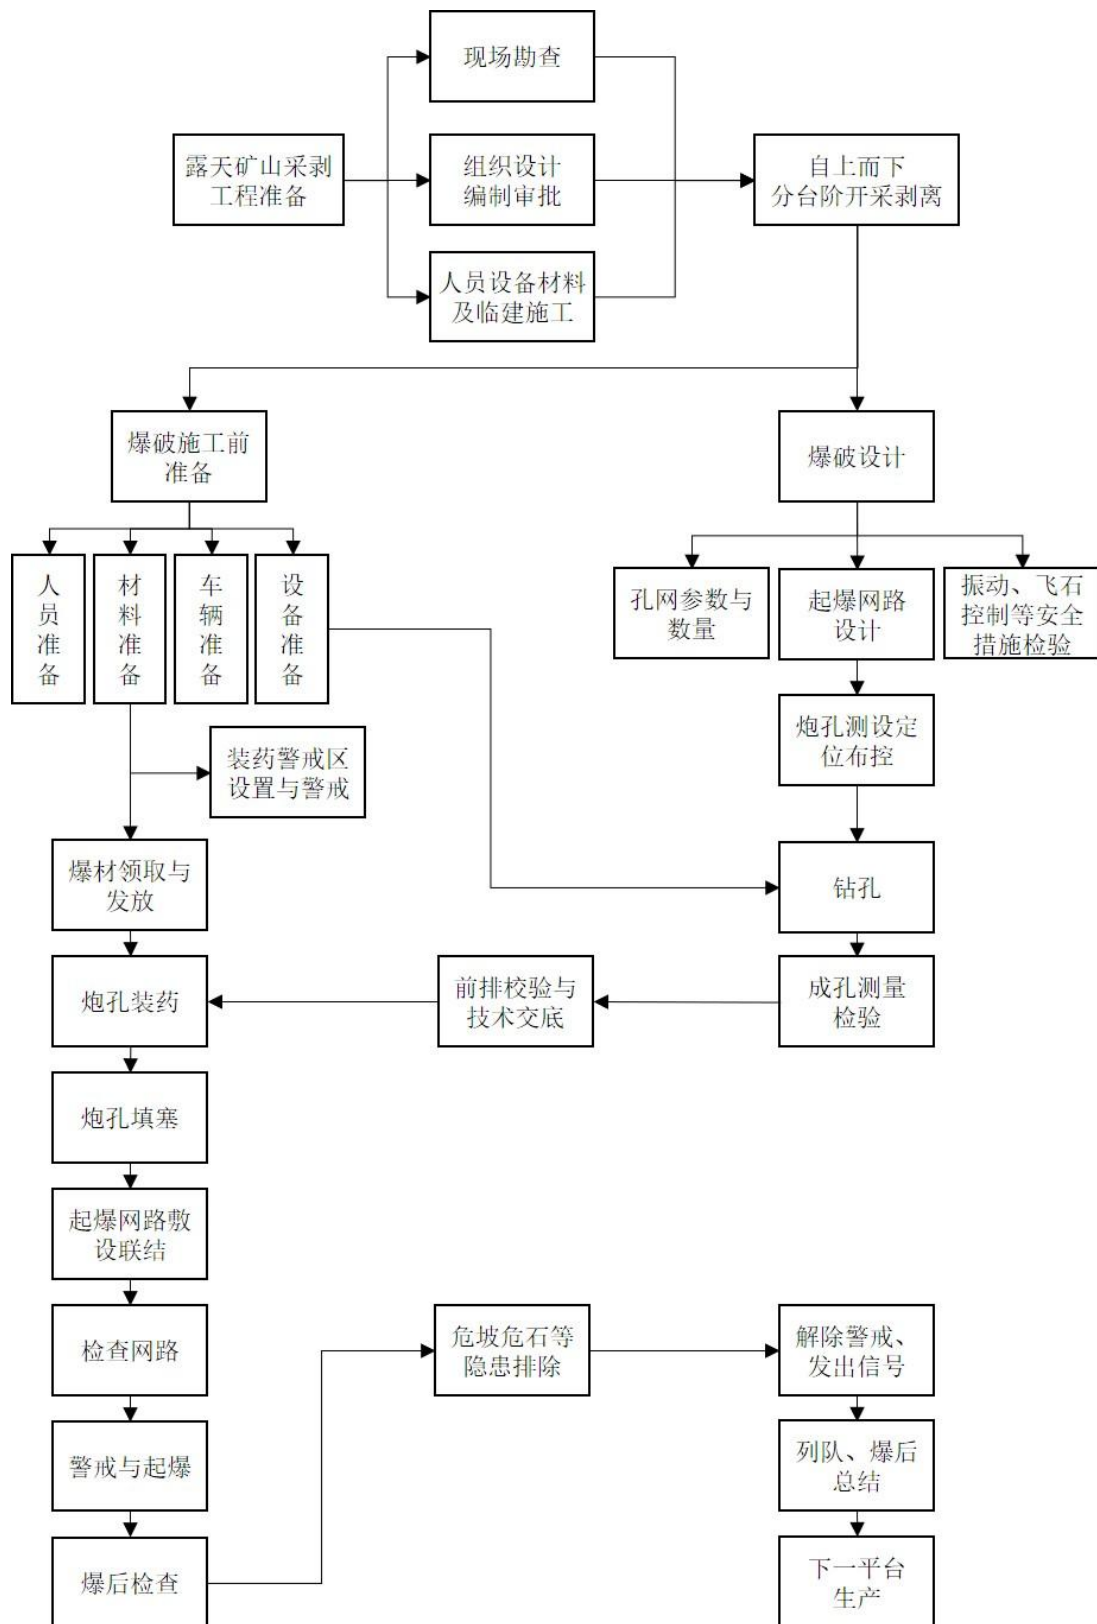 现场勘查
露天矿山采剥
工程准备
组织设计
编制审批
自上而下
分台阶开采剥离
人员设备材料
及临建施工
爆破施工前
准备
爆破设计
人员准备
材料准备
车辆准备
设备准备
孔网参数与
数量
起爆网路
设计
振动、飞石
控制等安全
措施检验
炮孔测设定
位布控
装药警戒区
设置与警戒
爆材领取与
发放
钻孔
炮孔装药
前排校验与
技术交底
成孔测量
检验
炮孔填塞
起爆网路敷
设联结
检查网路
危坡危石等
隐患排除
解除警戒、
发出信号
警戒与起爆
列队、爆后
总结
爆后检查
下一平台
生产